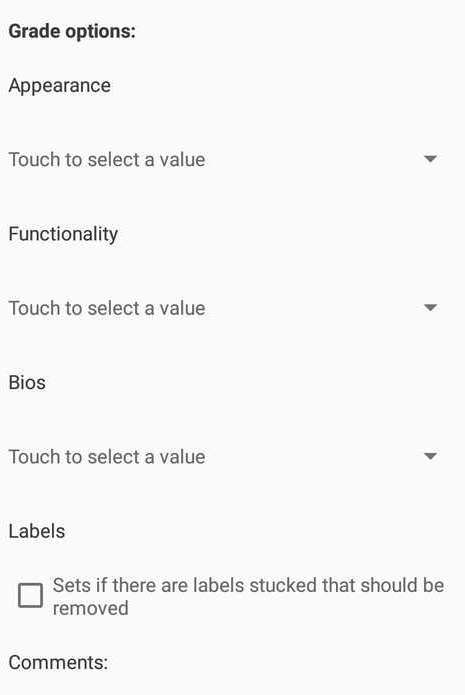 Grade options:
Appearance
Touch to select a value
Functionality
Touch to select a value
Bios
Touch to select a value
Labels
Sets if there are labels stucked that should be
removed
Comments: